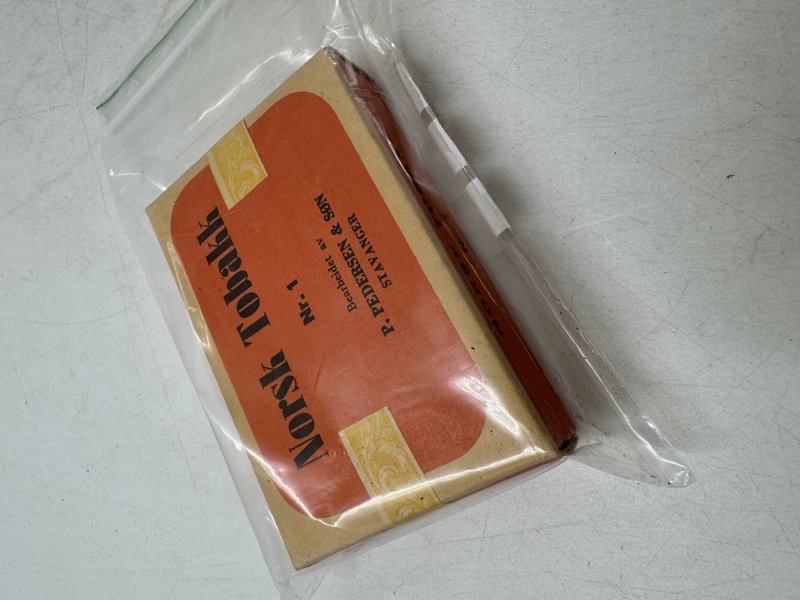 Norsk Tobakk
Nr. 1
Bearbeidet av
P. PEDERSEN & SØN
STAVANGER